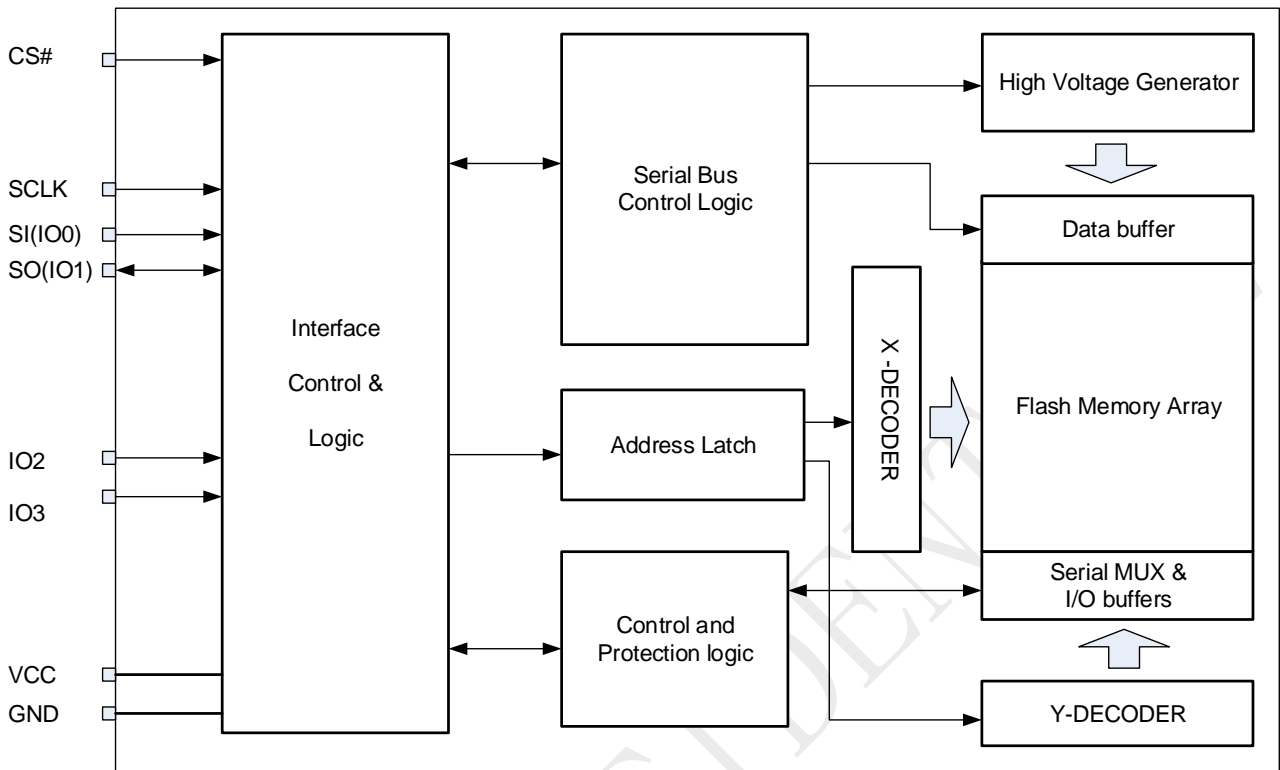 CS#
SCLK
SI(IO0)
SO(IO1)
IO2
IO3
VCC
GND
Interface
Control &
Logic
Serial Bus
Control Logic
Address Latch
Control and
Protection logic
X -DECODER
High Voltage Generator
Data buffer
Flash Memory Array
Serial MUX &
I/O buffers
Y-DECODER